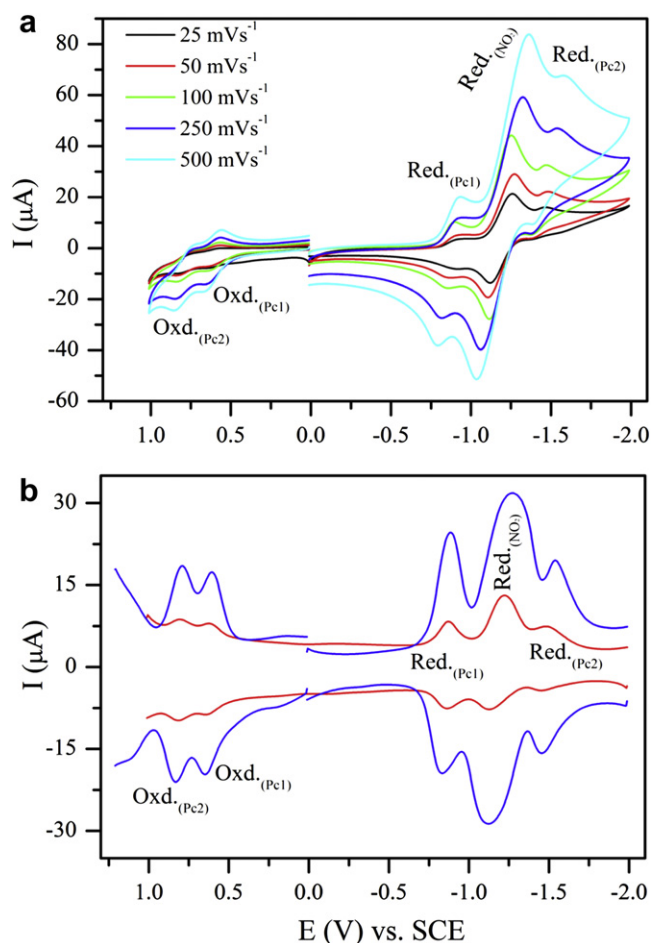 a
80
60
40
20
0
-20
-40
-60
I (µA)
25 mVs⁻¹
50 mVs⁻¹
100 mVs⁻¹
250 mVs⁻¹
500 mVs⁻¹
Red.(NO₂)
Red.(Pc2)
Red.(Pc1)
Oxd.(Pc1)
Oxd.(Pc2)
1.0 0.5 0.0 -0.5 -1.0 -1.5 -2.0
b
30
15
0
-15
-30
I (µA)
Red.(NO₂)
Red.(Pc1)
Red.(Pc2)
Oxd.(Pc2)
Oxd.(Pc1)
1.0 0.5 0.0 -0.5 -1.0 -1.5 -2.0
E (V) vs. SCE